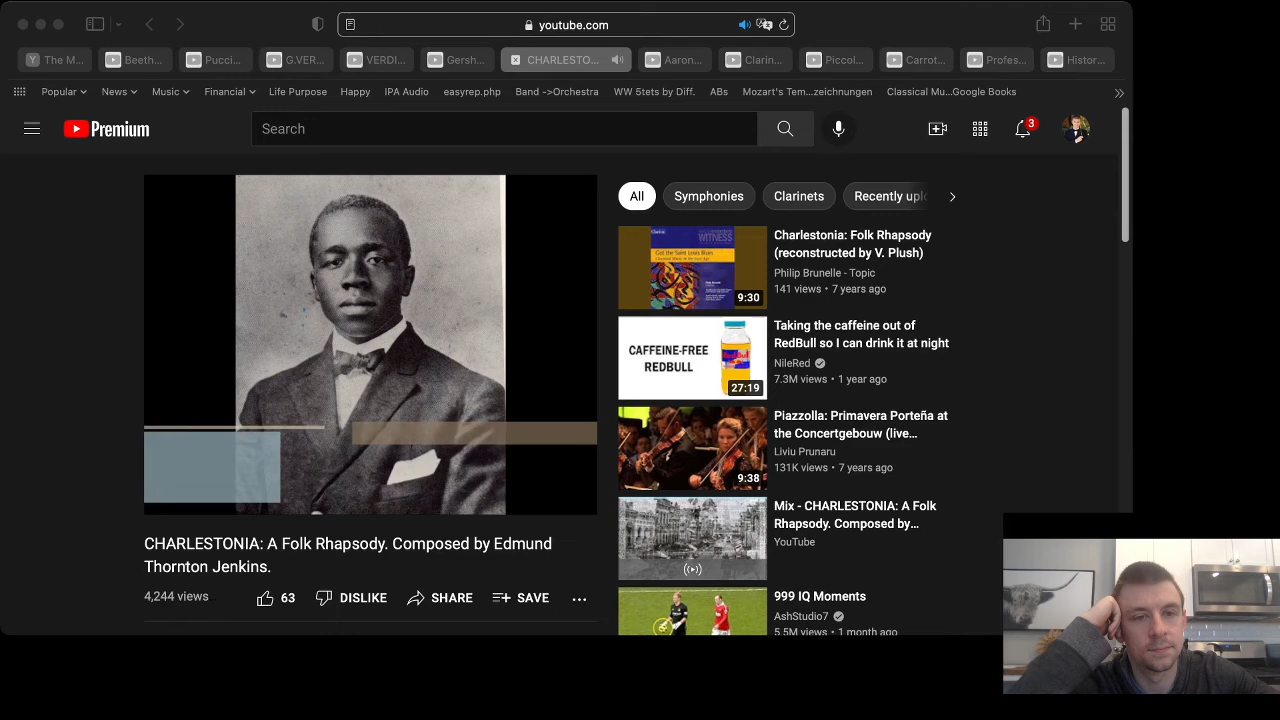 youtube.com
The M...
Beeth...
Pucci...
G.VER...
VERDI...
Gersh...
CHARLESTO...
Aaron...
Clarin...
Piccol...
Carrot...
Profes...
Histor...
Popular
News
Music
Financial
Life Purpose
Happy
IPA Audio
easyrep.php
Band ->Orchestra
WW 5tets by Diff.
ABs
Mozart's Tem...zeichnungen
Classical Mu...Google Books
Premium
Search
3
All
Symphonies
Clarinets
Recently uplo
Charlestonia: Folk Rhapsody
(reconstructed by V. Plush)
Philip Brunelle - Topic
141 views • 7 years ago
WITNESS
Got the Saint Louis Blues
9:30
Taking the caffeine out of
RedBull so I can drink it at night
NileRed
7.3M views • 1 year ago
CAFFEINE-FREE
REDBULL
27:19
Piazzolla: Primavera Porteña at
the Concertgebouw (live...
Liviu Prunaru
131K views • 7 years ago
9:38
Mix - CHARLESTONIA: A Folk
Rhapsody. Composed by...
YouTube
999 IQ Moments
AshStudio7
5.5M views • 1 month ago
CHARLESTONIA: A Folk Rhapsody. Composed by Edmund
Thornton Jenkins.
4,244 views
63
DISLIKE
SHARE
SAVE